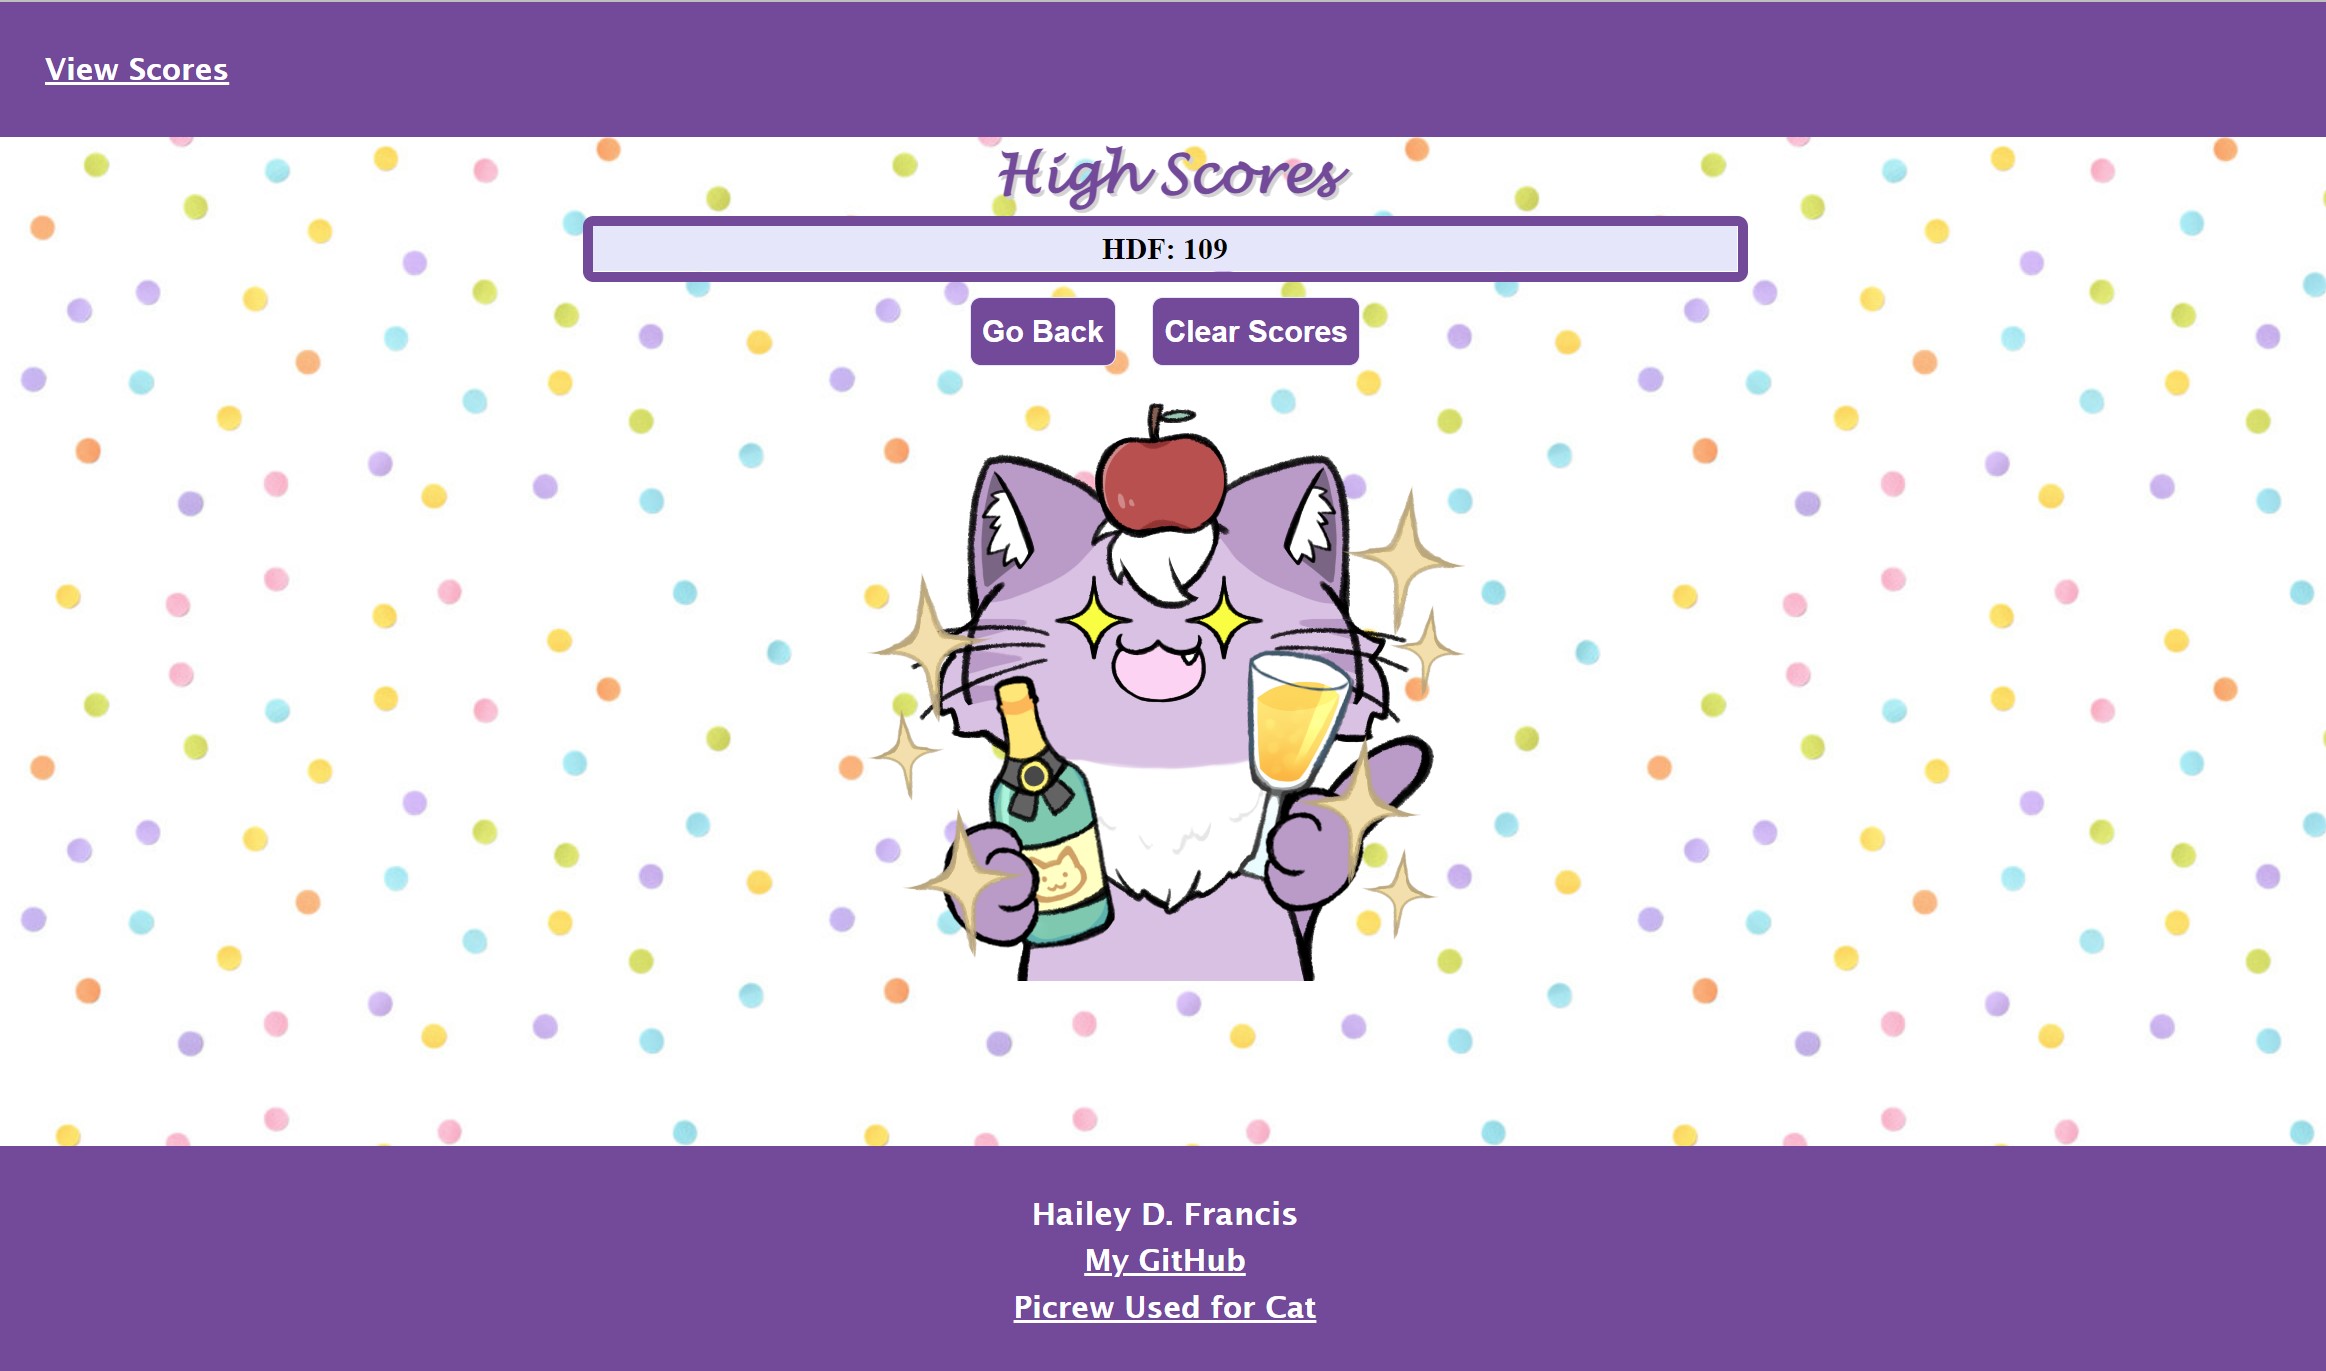 View Scores
High Scores
HDF: 109
Go Back
Clear Scores
Hailey D. Francis
My GitHub
Picrew Used for Cat